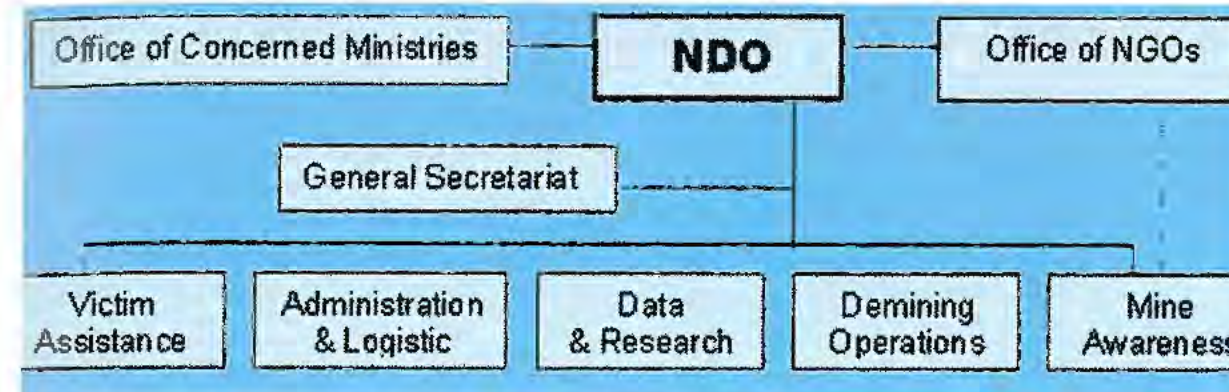 Office of Concerned Ministries
NDO
Office of NGOs
General Secretariat
Victim
Assistance
Administration
& Logistic
Data
& Research
Demining
Operations
Mine
Awareness